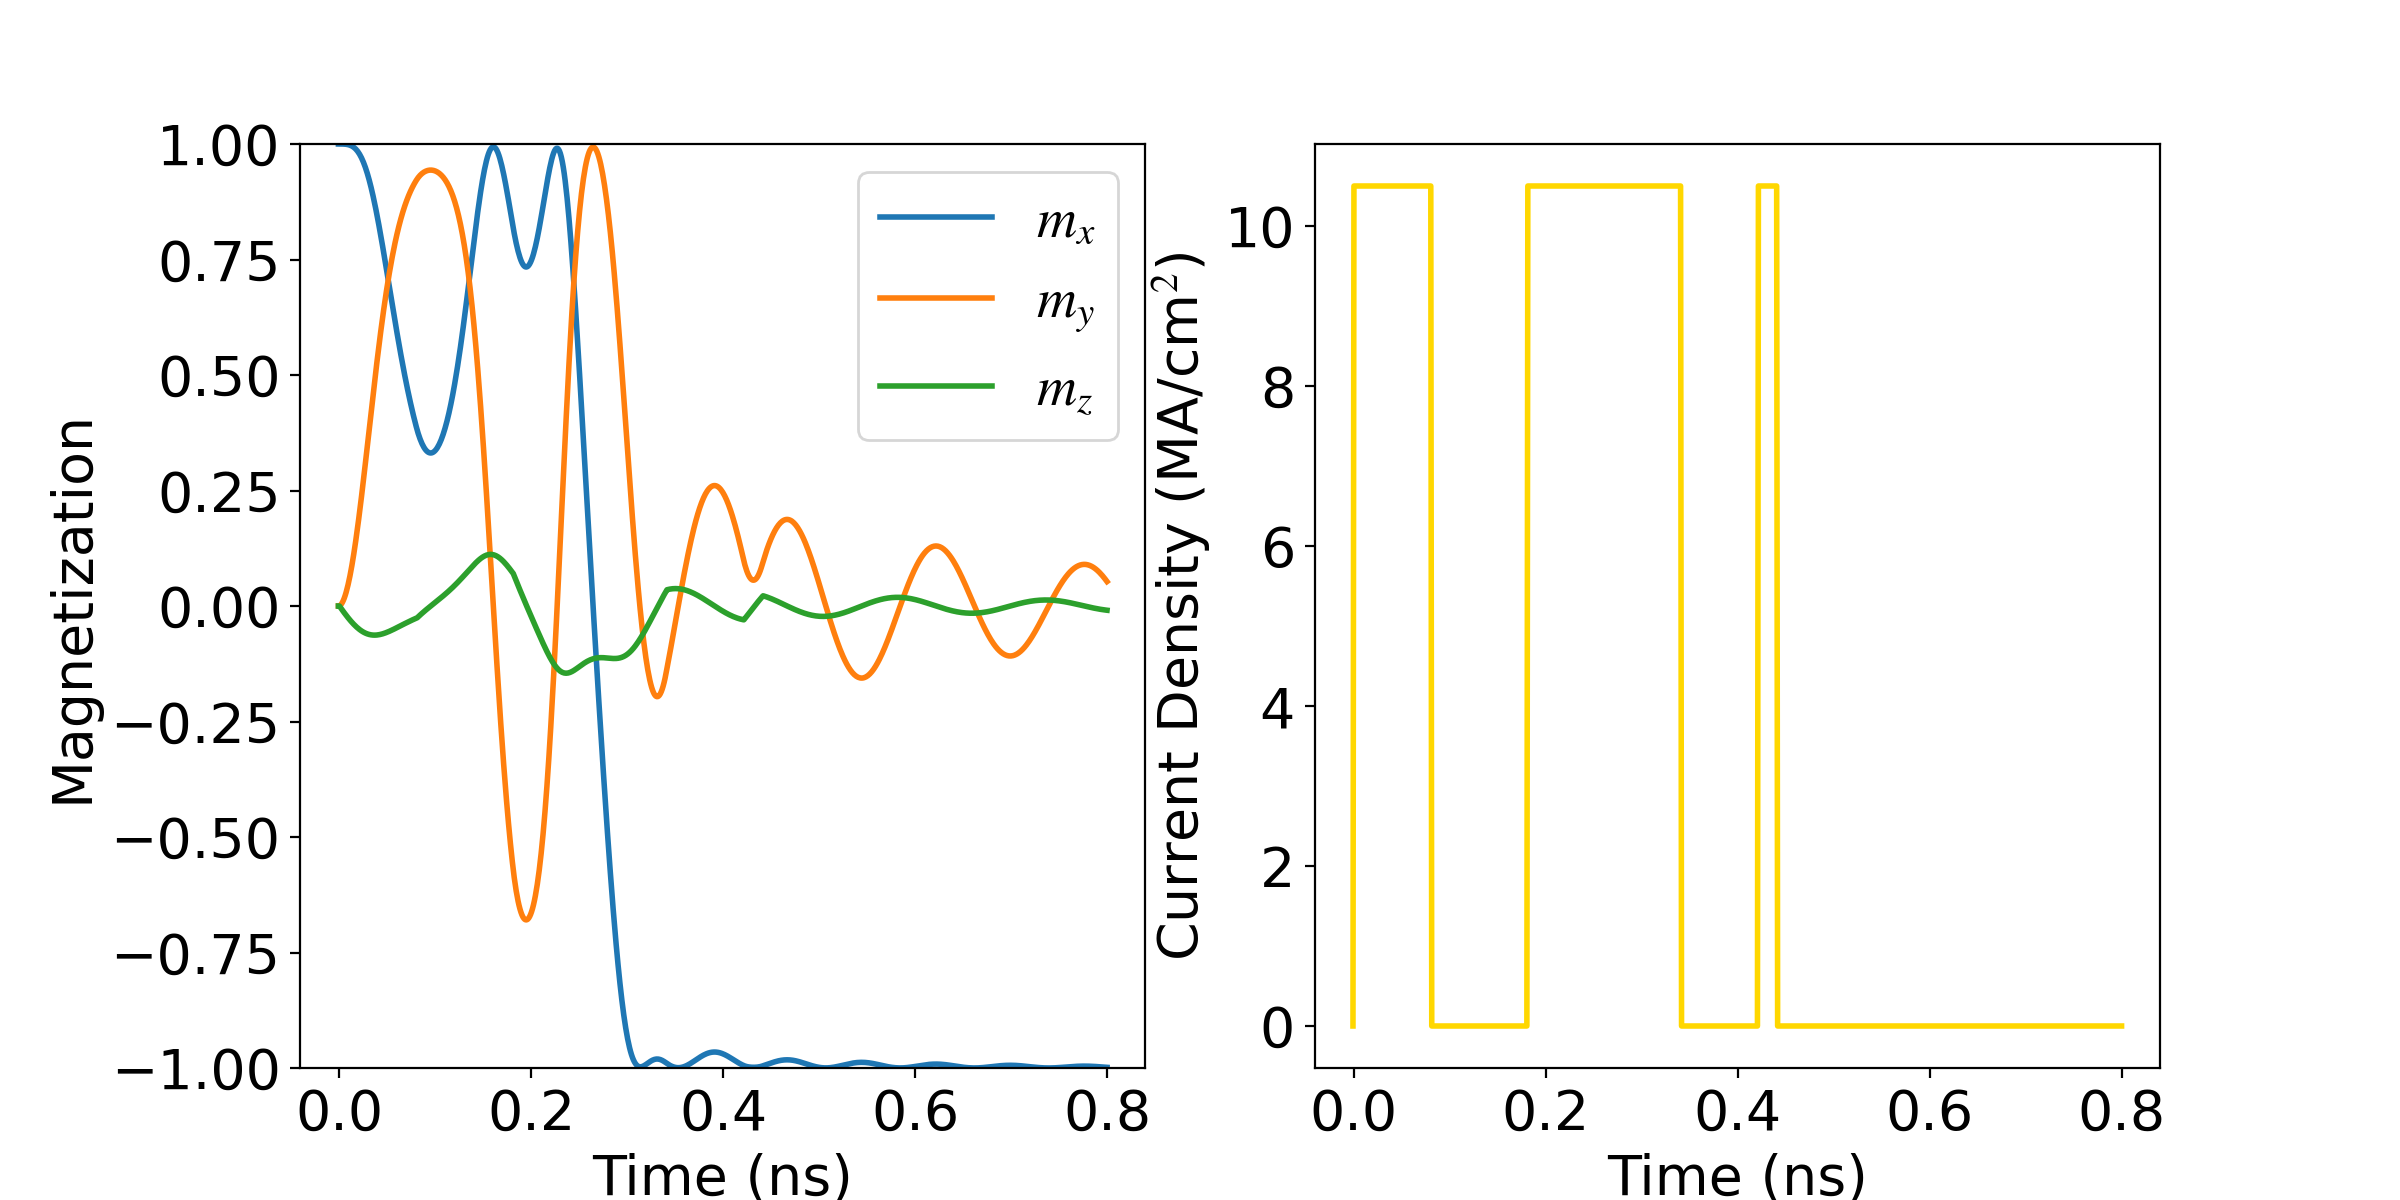 1.00
0.75
0.50
0.25
0.00
−0.25
−0.50
−0.75
−1.00
Magnetization
0.0 0.2 0.4 0.6 0.8
Time (ns)
m_x
m_y
m_z
Current Density (MA/cm²)
10
8
6
4
2
0
0.0 0.2 0.4 0.6 0.8
Time (ns)